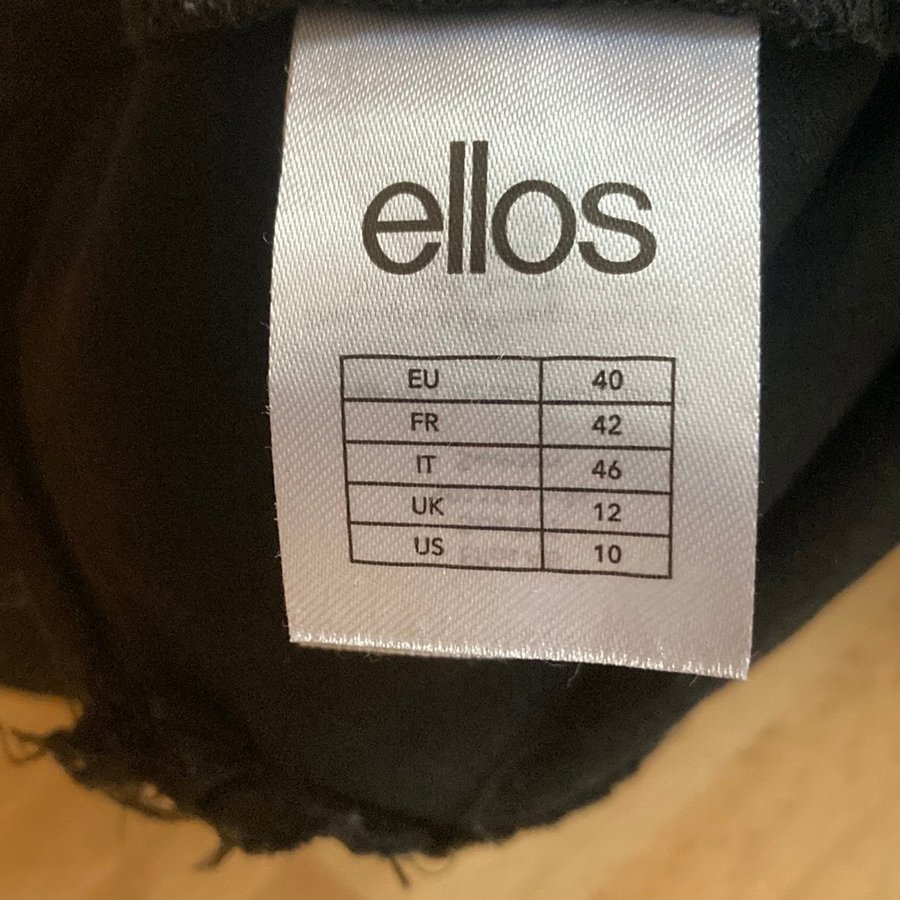 ellos
EU 40
FR 42
IT 46
UK 12
US 10